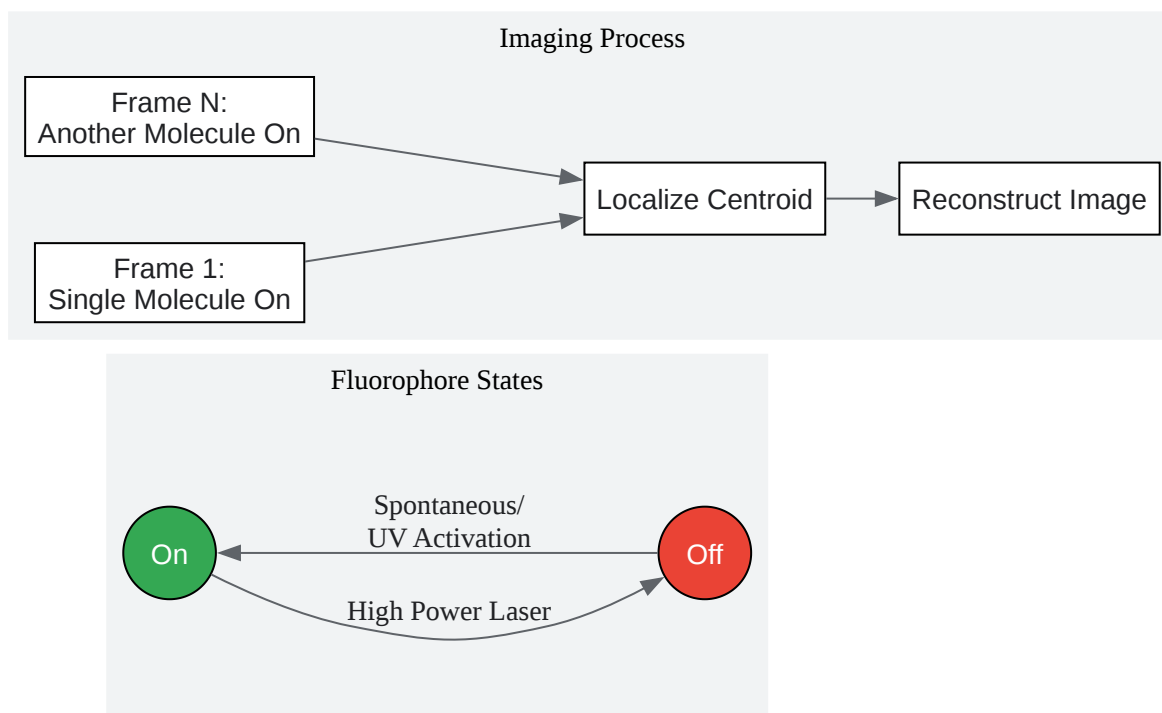 Imaging Process
Frame N:
Another Molecule On
Localize Centroid
Reconstruct Image
Frame 1:
Single Molecule On
Fluorophore States
Spontaneous/
UV Activation
On
Off
High Power Laser